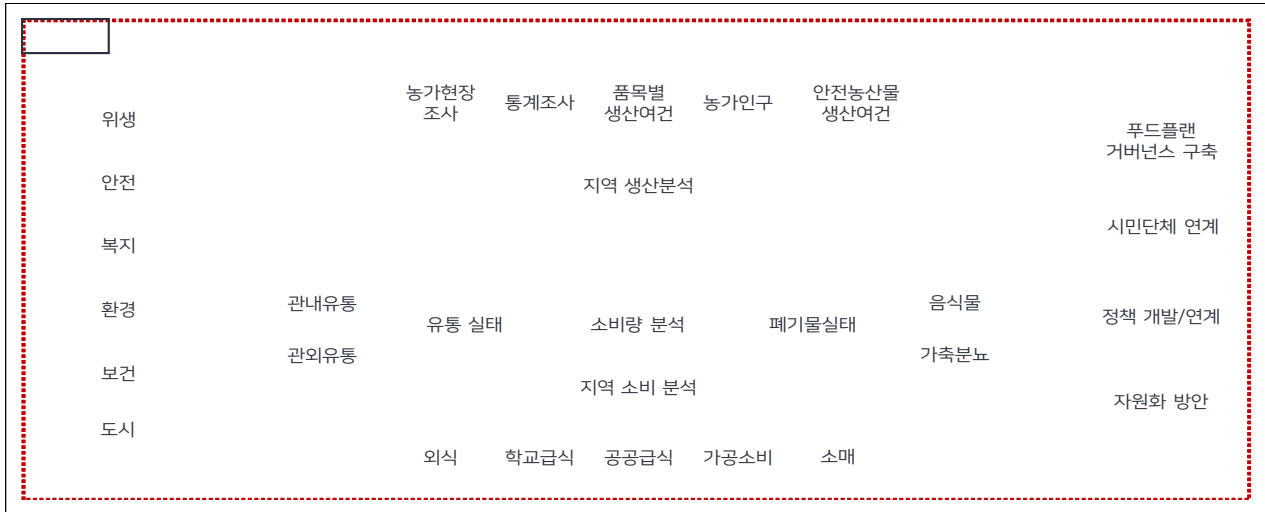 위생
안전
복지
환경
보건
도시
농가현장
조사
통계조사
품목별
생산여건
농가인구
안전농산물
생산여건
지역 생산분석
관내유통
관외유통
유통 실태
소비량 분석
폐기물실태
음식물
가축분뇨
지역 소비 분석
외식
학교급식
공공급식
가공소비
소매
푸드플랜
거버넌스 구축
시민단체 연계
정책 개발/연계
자원화 방안